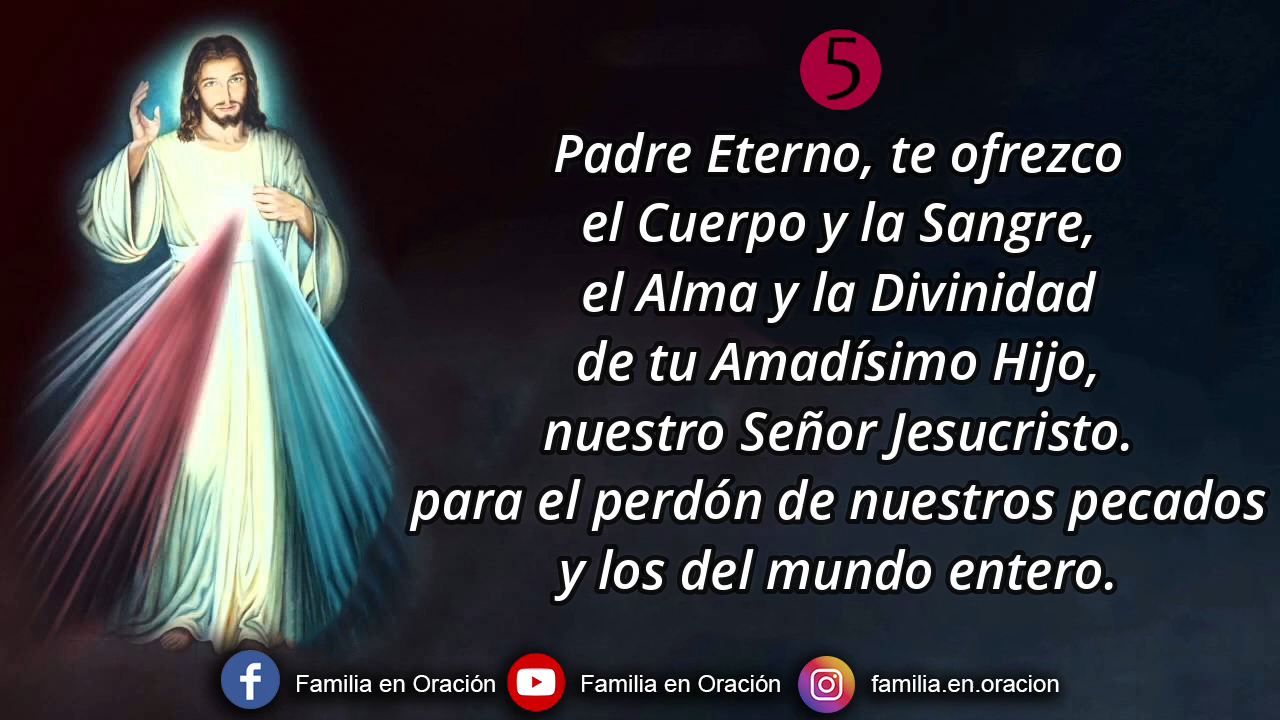 5
Padre Eterno, te ofrezco
el Cuerpo y la Sangre,
el Alma y la Divinidad
de tu Amadísimo Hijo,
nuestro Señor Jesucristo.
para el perdón de nuestros pecados
y los del mundo entero.
Familia en Oración Familia en Oración familia.en.oracion